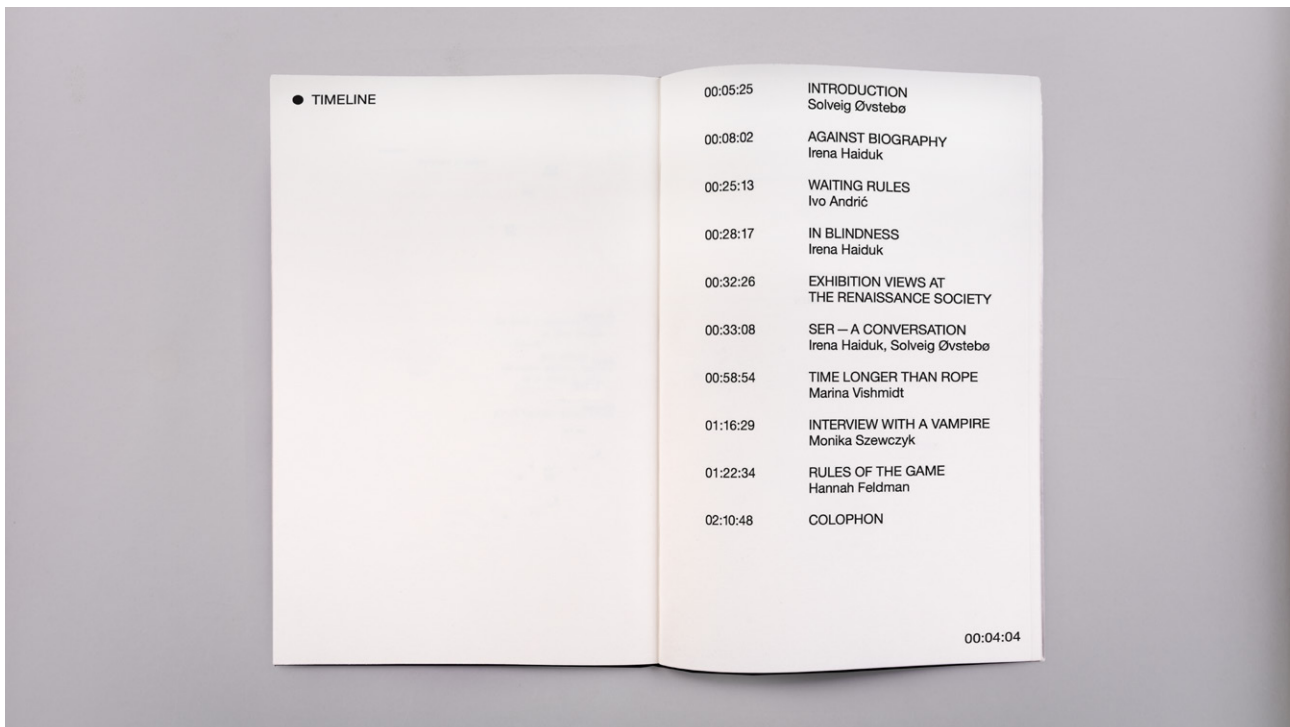 ● TIMELINE
00:05:25 INTRODUCTION
Solveig Øvstebø
00:08:02 AGAINST BIOGRAPHY
Irena Haiduk
00:25:13 WAITING RULES
Ivo Andrić
00:28:17 IN BLINDNESS
Irena Haiduk
00:32:26 EXHIBITION VIEWS AT
THE RENAISSANCE SOCIETY
00:33:08 SER — A CONVERSATION
Irena Haiduk, Solveig Øvstebø
00:58:54 TIME LONGER THAN ROPE
Marina Vishmidt
01:16:29 INTERVIEW WITH A VAMPIRE
Monika Szewczyk
01:22:34 RULES OF THE GAME
Hannah Feldman
02:10:48 COLOPHON
00:04:04